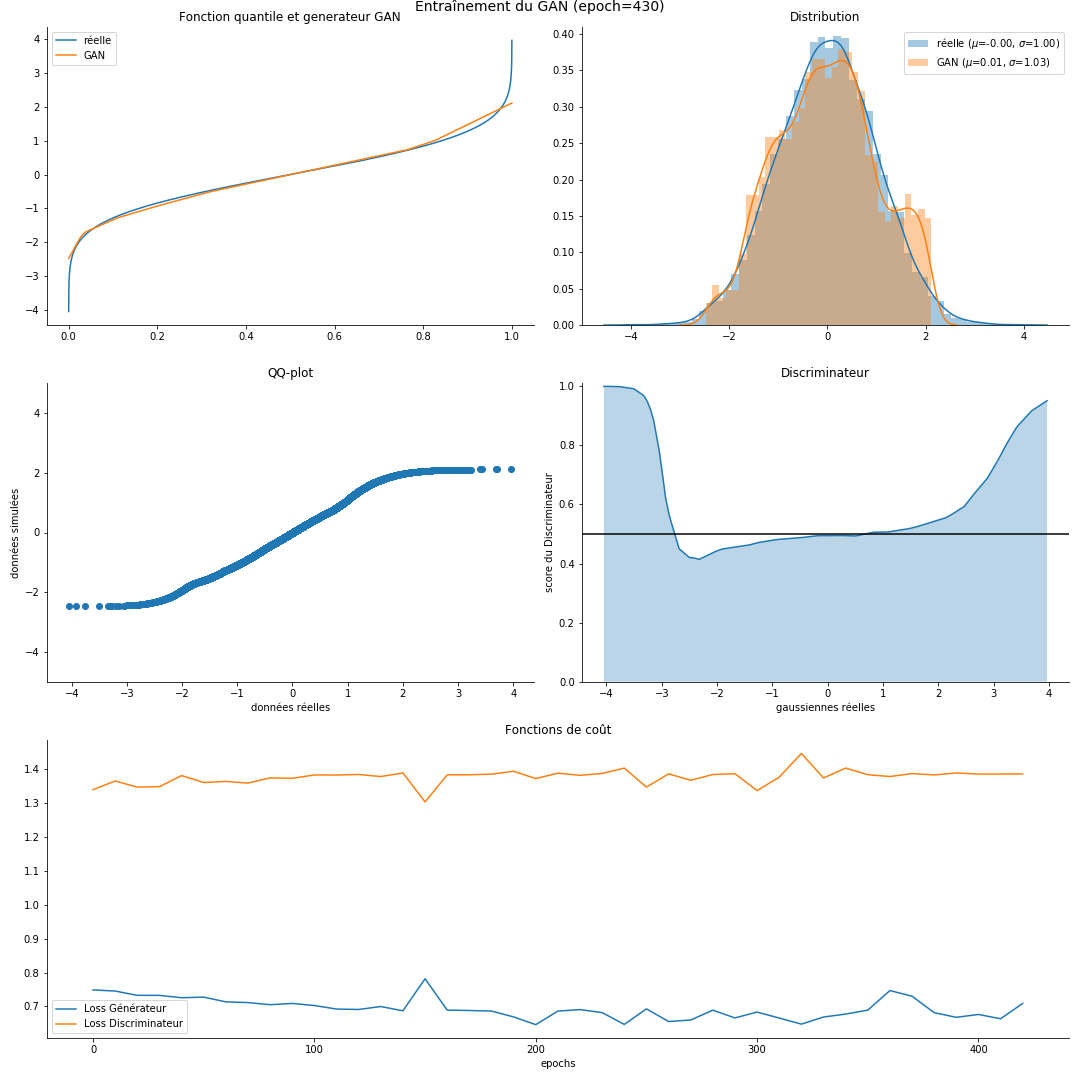 Entraînement du GAN (epoch=430)
Fonction quantile et generateur GAN
réelle
GAN
4
3
2
1
0
−1
−2
−3
−4
0.0 0.2 0.4 0.6 0.8 1.0
Distribution
réelle (μ=-0.00, σ=1.00)
GAN (μ=0.01, σ=1.03)
0.40
0.35
0.30
0.25
0.20
0.15
0.10
0.05
0.00
−4 −2 0 2 4
QQ-plot
données simulées
4
2
0
−2
−4
−4 −3 −2 −1 0 1 2 3 4
données réelles
Discriminateur
score du Discriminateur
1.0
0.8
0.6
0.4
0.2
0.0
−4 −3 −2 −1 0 1 2 3 4
gaussiennes réelles
Fonctions de coût
1.4
1.3
1.2
1.1
1.0
0.9
0.8
0.7
Loss Générateur
Loss Discriminateur
0 100 200 300 400
epochs